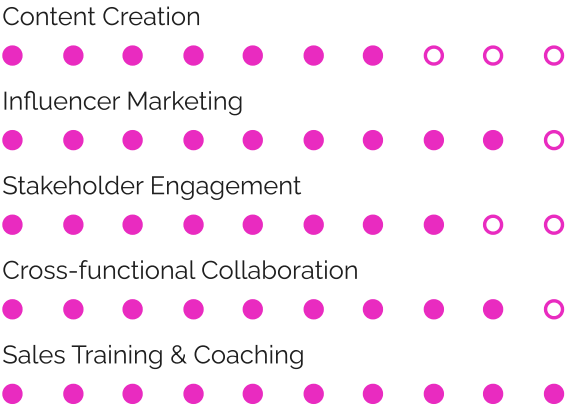 Content Creation
Influencer Marketing
Stakeholder Engagement
Cross-functional Collaboration
Sales Training & Coaching